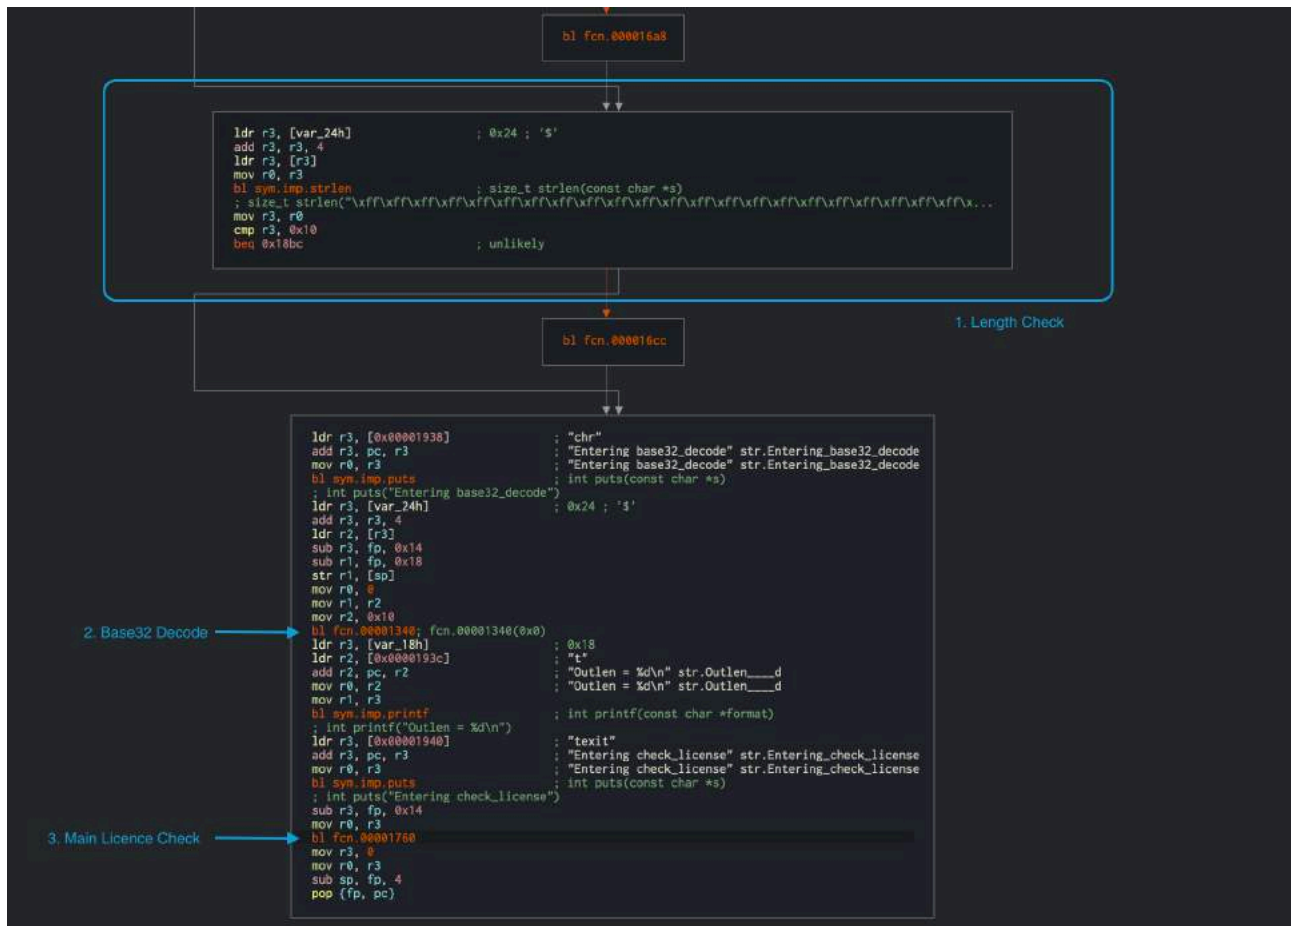 bl fcn.000016a8
ldr r3, [var_24h] ; 0x24 ; '$'
add r3, r3, 4
ldr r3, [r3]
mov r0, r3
bl sym.imp.strlen ; size_t strlen(const char *s)
; size_t strlen("\xff\xff\xff\xff\xff\xff\xff\xff\xff\xff\xff\xff\xff\xff\xff\xff\xff\xff\xff\xff\xff\xff\x...
mov r3, r0
cmp r3, 0x10
beq 0x18bc ; unlikely
1. Length Check
bl fcn.000016cc
ldr r3, [0x00001938] ; "chr"
add r3, pc, r3 ; "Entering base32_decode" str.Entering_base32_decode
mov r0, r3 ; "Entering base32_decode" str.Entering_base32_decode
bl sym.imp.puts ; int puts(const char *s)
; int puts("Entering base32_decode")
ldr r3, [var_24h] ; 0x24 ; '$'
add r3, r3, 4
ldr r2, [r3]
sub r3, fp, 0x14
sub r1, fp, 0x18
str r1, [sp]
mov r0, 0
mov r1, r2
mov r2, 0x10
2. Base32 Decode
bl fcn.00001340; fcn.00001340(0x0)
ldr r3, [var_18h] ; 0x18
ldr r2, [0x0000193c] ; "t"
add r2, pc, r2 ; "Outlen = %d\n" str.Outlen____d
mov r0, r2 ; "Outlen = %d\n" str.Outlen____d
mov r1, r3
bl sym.imp.printf ; int printf(const char *format)
; int printf("Outlen = %d\n")
ldr r3, [0x00001940] ; "texit"
add r3, pc, r3 ; "Entering check_license" str.Entering_check_license
mov r0, r3 ; "Entering check_license" str.Entering_check_license
bl sym.imp.puts ; int puts(const char *s)
; int puts("Entering check_license")
sub r3, fp, 0x14
mov r0, r3
3. Main Licence Check
bl fcn.00001760
mov r3, 0
mov r0, r3
sub sp, fp, 4
pop {fp, pc}